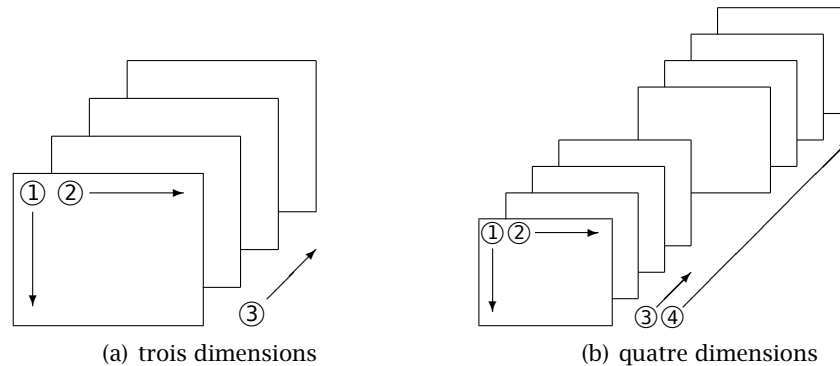 ① ②
③
(a) trois dimensions
① ②
③ ④
(b) quatre dimensions